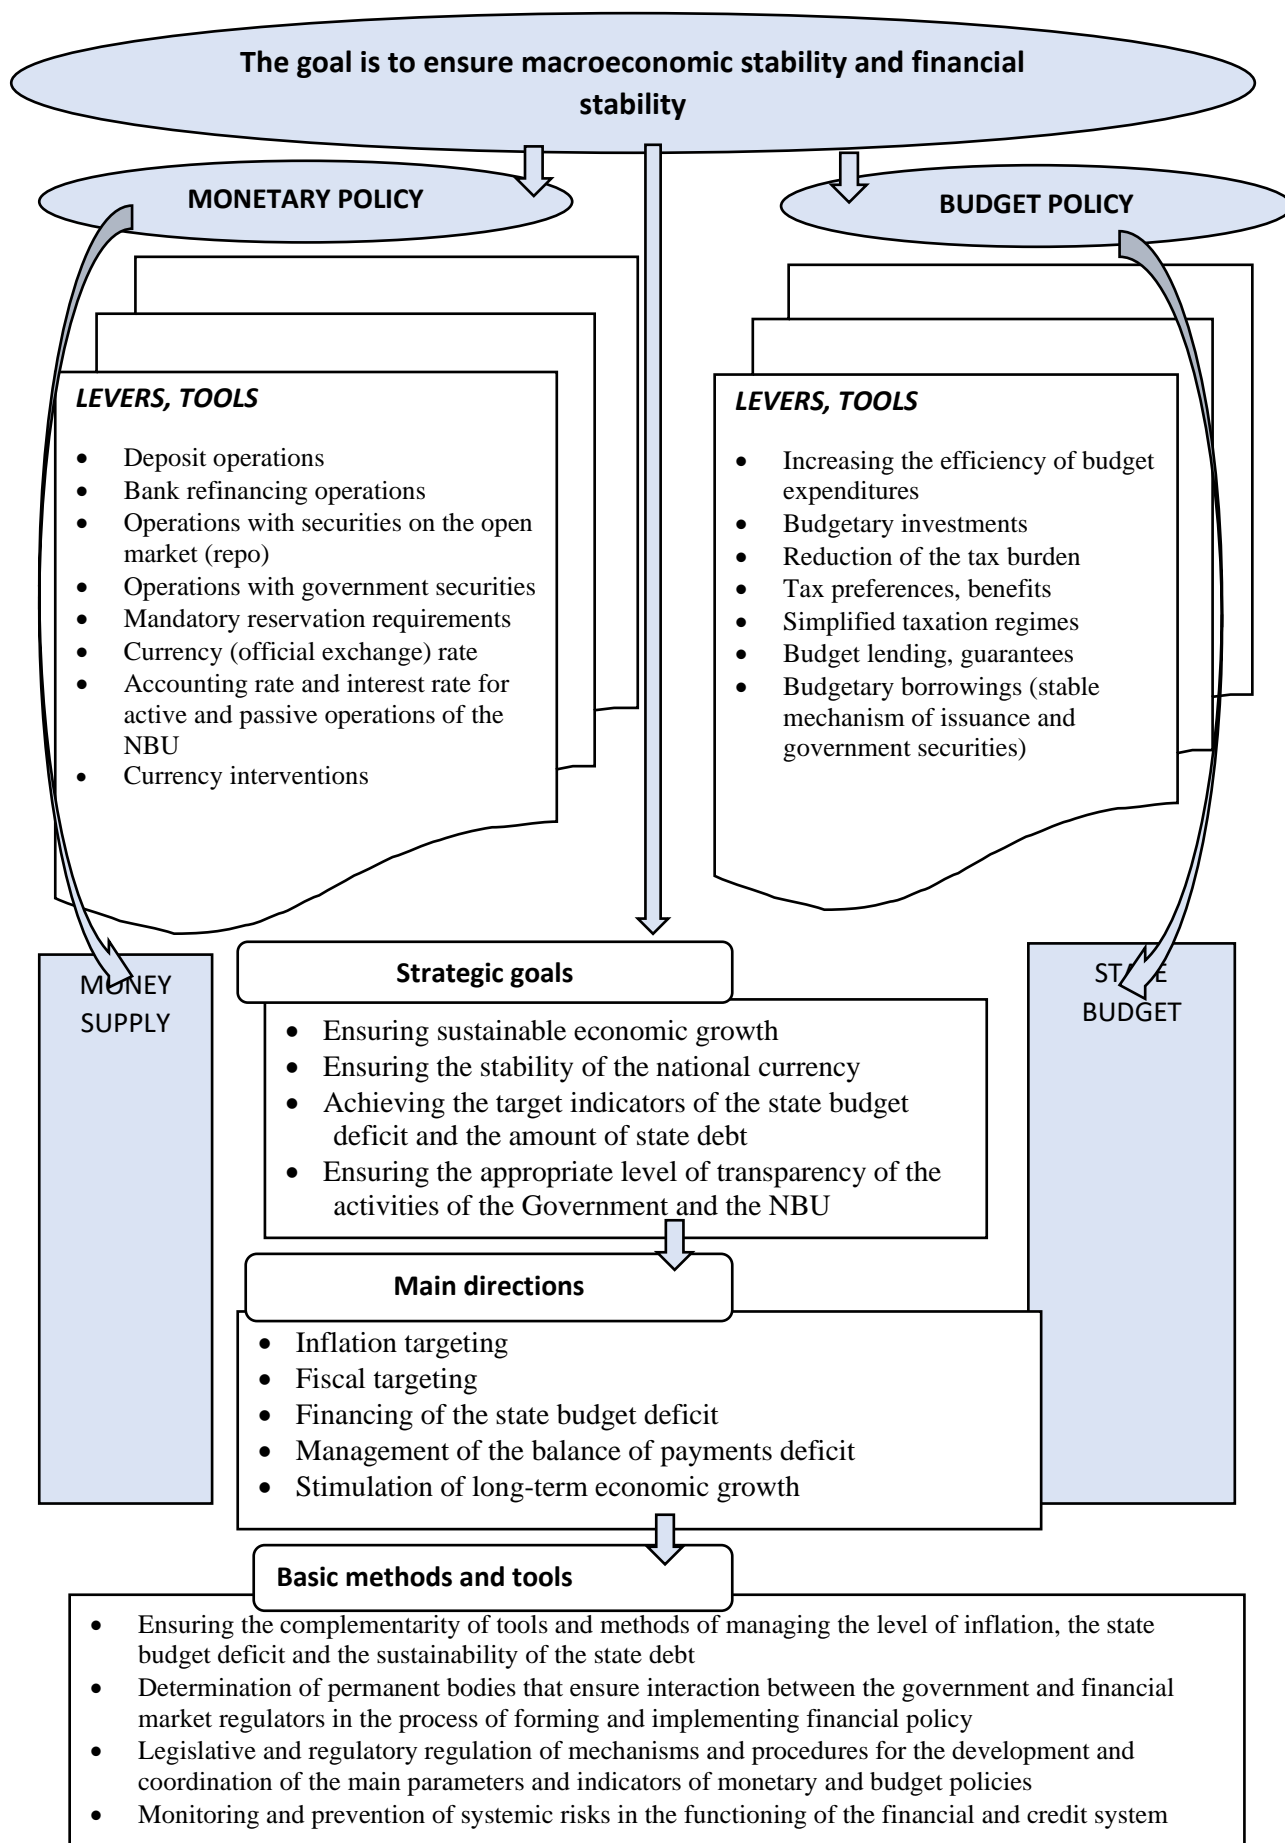 The goal is to ensure macroeconomic stability and financial
stability
MONETARY POLICY
BUDGET POLICY
LEVERS, TOOLS
• Deposit operations
• Bank refinancing operations
• Operations with securities on the open
market (repo)
• Operations with government securities
• Mandatory reservation requirements
• Currency (official exchange) rate
• Accounting rate and interest rate for
active and passive operations of the
NBU
• Currency interventions
LEVERS, TOOLS
• Increasing the efficiency of budget
expenditures
• Budgetary investments
• Reduction of the tax burden
• Tax preferences, benefits
• Simplified taxation regimes
• Budget lending, guarantees
• Budgetary borrowings (stable
mechanism of issuance and
government securities)
MONEY
SUPPLY
STATE
BUDGET
Strategic goals
• Ensuring sustainable economic growth
• Ensuring the stability of the national currency
• Achieving the target indicators of the state budget
deficit and the amount of state debt
• Ensuring the appropriate level of transparency of the
activities of the Government and the NBU
Main directions
• Inflation targeting
• Fiscal targeting
• Financing of the state budget deficit
• Management of the balance of payments deficit
• Stimulation of long-term economic growth
Basic methods and tools
• Ensuring the complementarity of tools and methods of managing the level of inflation, the state
budget deficit and the sustainability of the state debt
• Determination of permanent bodies that ensure interaction between the government and financial
market regulators in the process of forming and implementing financial policy
• Legislative and regulatory regulation of mechanisms and procedures for the development and
coordination of the main parameters and indicators of monetary and budget policies
• Monitoring and prevention of systemic risks in the functioning of the financial and credit system